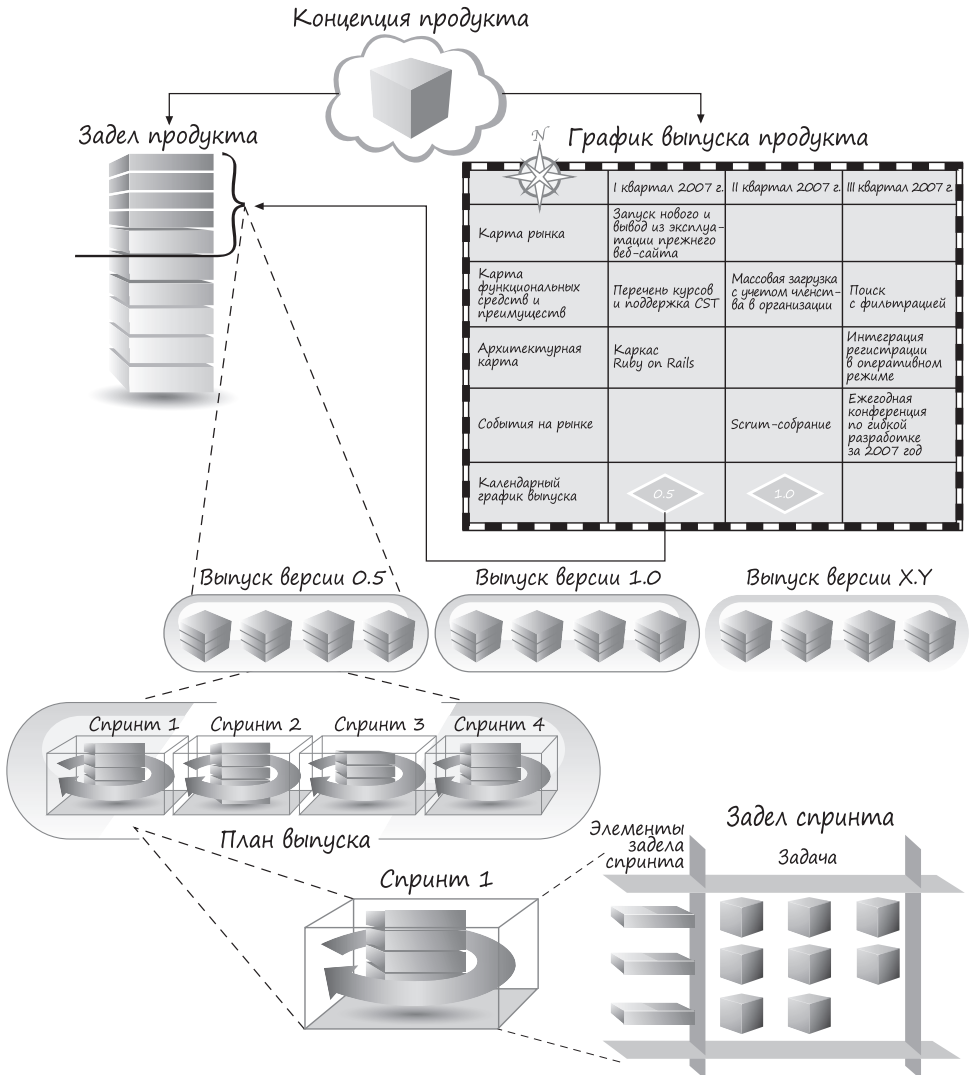 Концепция продукта
Задел продукта
N
График выпуска продукта
I квартал 2007 г.
II квартал 2007 г.
III квартал 2007 г
Карта рынка
Запуск нового и
вывод из эксплуа-
тации прежнего
веб-сайта
Карта
функциональных
средств и
преимуществ
Перечень курсов
и поддержка CST
Массовая загрузка
с учетом членст-
ва в организации
Поиск
с фильтрацией
Архитектурная
карта
Каркас
Ruby on Rails
Интеграция
регистрации
в оперативном
режиме
События на рынке
Scrum-собрание
Ежегодная
конференция
по гибкой
разработке
за 2007 год
Календарный
график выпуска
0.5
1.0
Выпуск версии 0.5
Выпуск версии 1.0
Выпуск версии X.Y
Спринт 1
Спринт 2
Спринт 3
Спринт 4
План выпуска
Спринт 1
Задел спринта
Элементы
задела
спринта
Задача